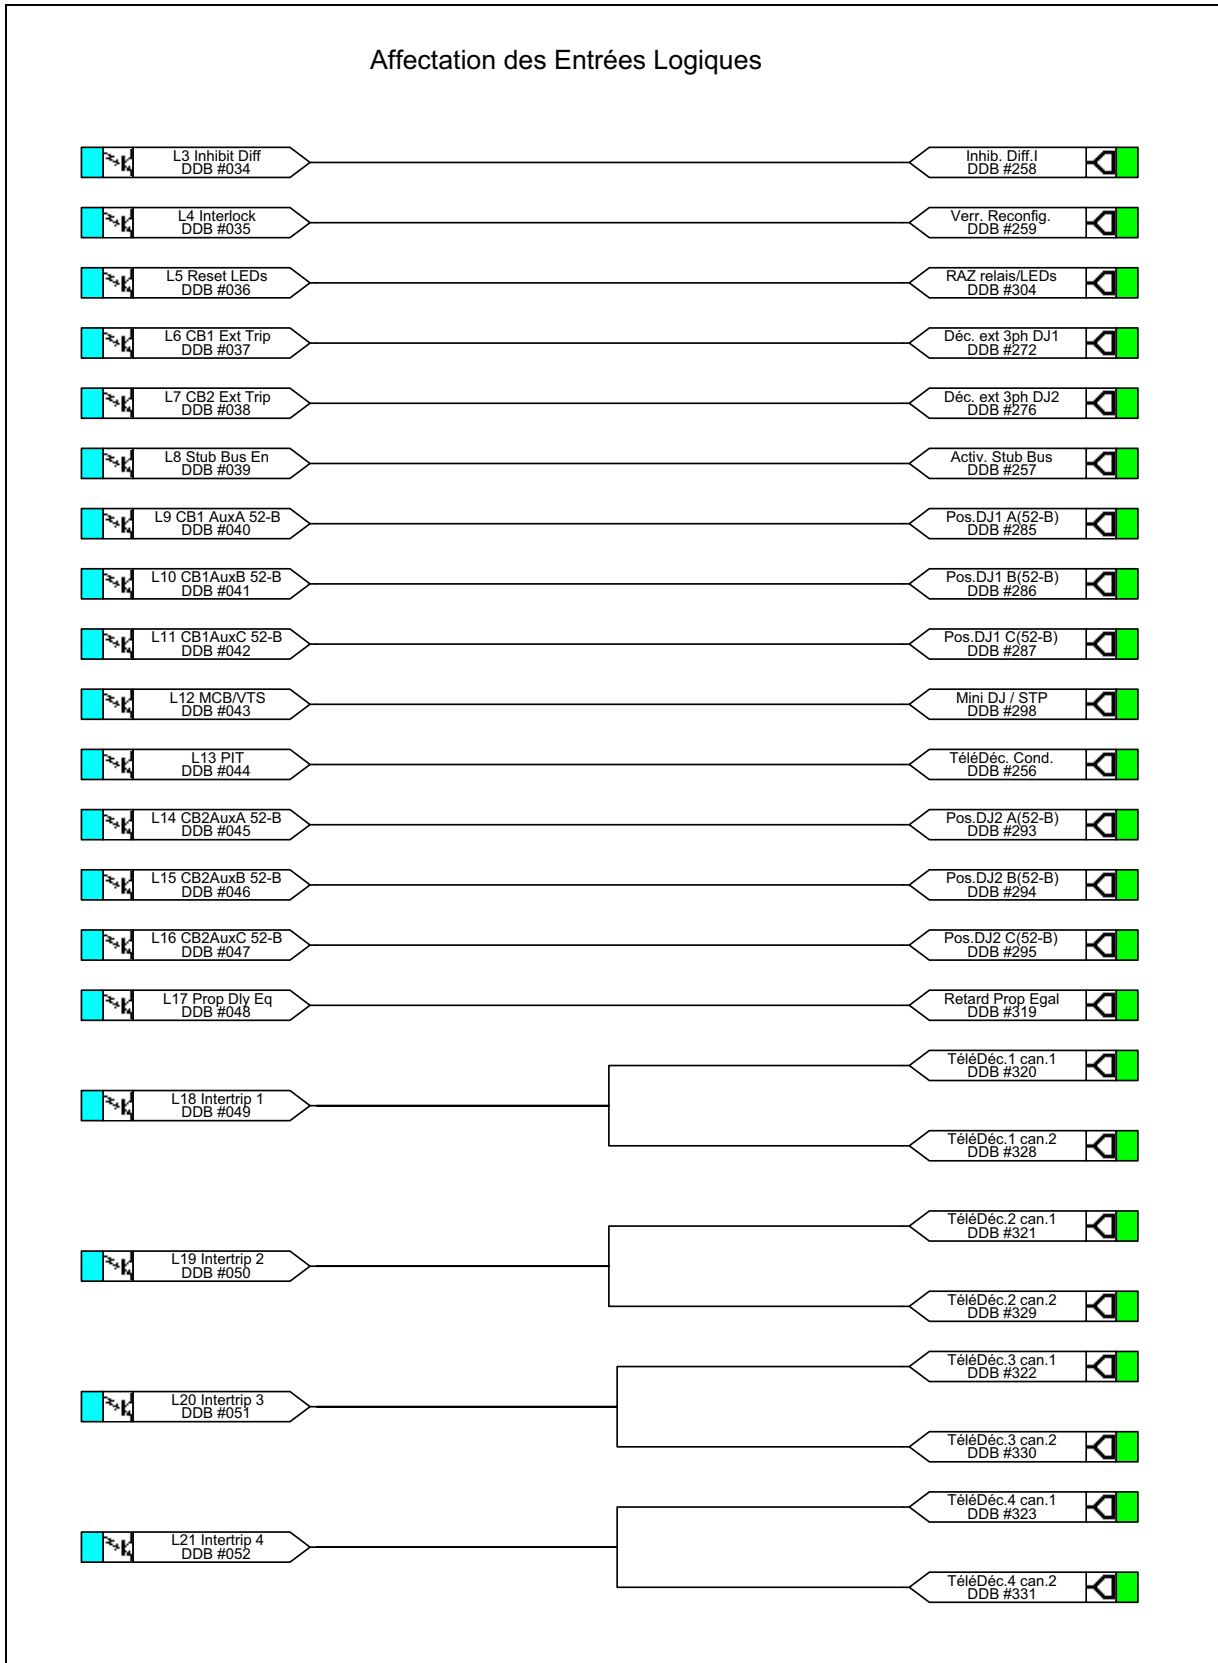 Affectation des Entrées Logiques
L3 Inhibit Diff
DDB #034
Inhib. Diff.I
DDB #258
L4 Interlock
DDB #035
Verr. Reconfig.
DDB #259
L5 Reset LEDs
DDB #036
RAZ relais/LEDs
DDB #304
L6 CB1 Ext Trip
DDB #037
Déc. ext 3ph DJ1
DDB #272
L7 CB2 Ext Trip
DDB #038
Déc. ext 3ph DJ2
DDB #276
L8 Stub Bus En
DDB #039
Activ. Stub Bus
DDB #257
L9 CB1 AuxA 52-B
DDB #040
Pos.DJ1 A(52-B)
DDB #285
L10 CB1AuxB 52-B
DDB #041
Pos.DJ1 B(52-B)
DDB #286
L11 CB1AuxC 52-B
DDB #042
Pos.DJ1 C(52-B)
DDB #287
L12 MCB/VTS
DDB #043
Mini DJ / STP
DDB #298
L13 PIT
DDB #044
TéléDéc. Cond.
DDB #256
L14 CB2AuxA 52-B
DDB #045
Pos.DJ2 A(52-B)
DDB #293
L15 CB2AuxB 52-B
DDB #046
Pos.DJ2 B(52-B)
DDB #294
L16 CB2AuxC 52-B
DDB #047
Pos.DJ2 C(52-B)
DDB #295
L17 Prop Dly Eq
DDB #048
Retard Prop Egal
DDB #319
L18 Intertrip 1
DDB #049
TéléDéc.1 can.1
DDB #320
TéléDéc.1 can.2
DDB #328
L19 Intertrip 2
DDB #050
TéléDéc.2 can.1
DDB #321
TéléDéc.2 can.2
DDB #329
L20 Intertrip 3
DDB #051
TéléDéc.3 can.1
DDB #322
TéléDéc.3 can.2
DDB #330
L21 Intertrip 4
DDB #052
TéléDéc.4 can.1
DDB #323
TéléDéc.4 can.2
DDB #331